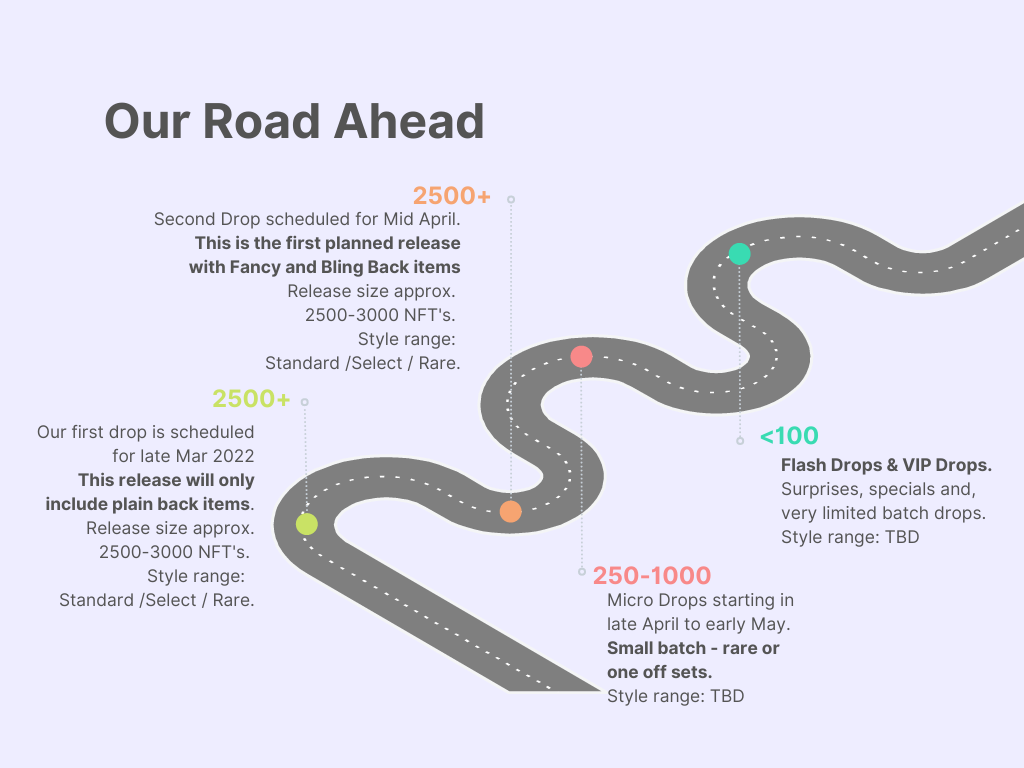 Our Road Ahead
2500+
Second Drop scheduled for Mid April.
This is the first planned release
with Fancy and Bling Back items
Release size approx.
2500-3000 NFT's.
Style range:
Standard /Select / Rare.
2500+
Our first drop is scheduled
for late Mar 2022
This release will only
include plain back items.
Release size approx.
2500-3000 NFT's.
Style range:
Standard /Select / Rare.
<100
Flash Drops & VIP Drops.
Surprises, specials and,
very limited batch drops.
Style range: TBD
250-1000
Micro Drops starting in
late April to early May.
Small batch - rare or
one off sets.
Style range: TBD